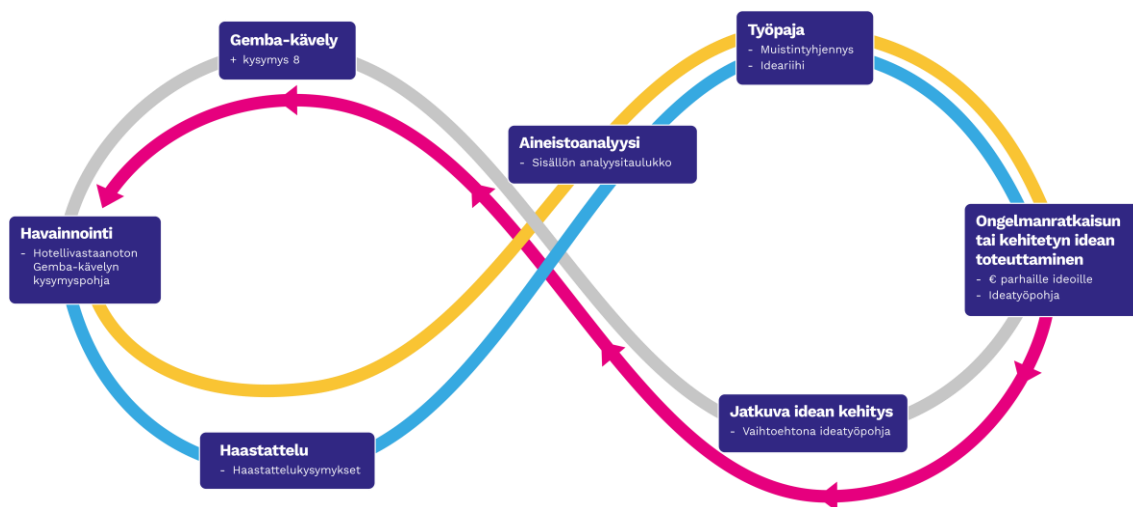 Gemba-kävely
+ kysymys 8
Työpaja
- Muistintyhjennys
- Ideariihi
Aineistoanalyysi
- Sisällön analyysitaulukko
Havainnointi
- Hotellivastaanoton
Gemba-kävelyn
kysymyspohja
Ongelmanratkaisun
tai kehitetyn idean
toteuttaminen
- € parhaille ideoille
- Ideatyöpohja
Jatkuva idean kehitys
- Vaihtoehtona ideatyöpohja
Haastattelu
- Haastattelukysymykset